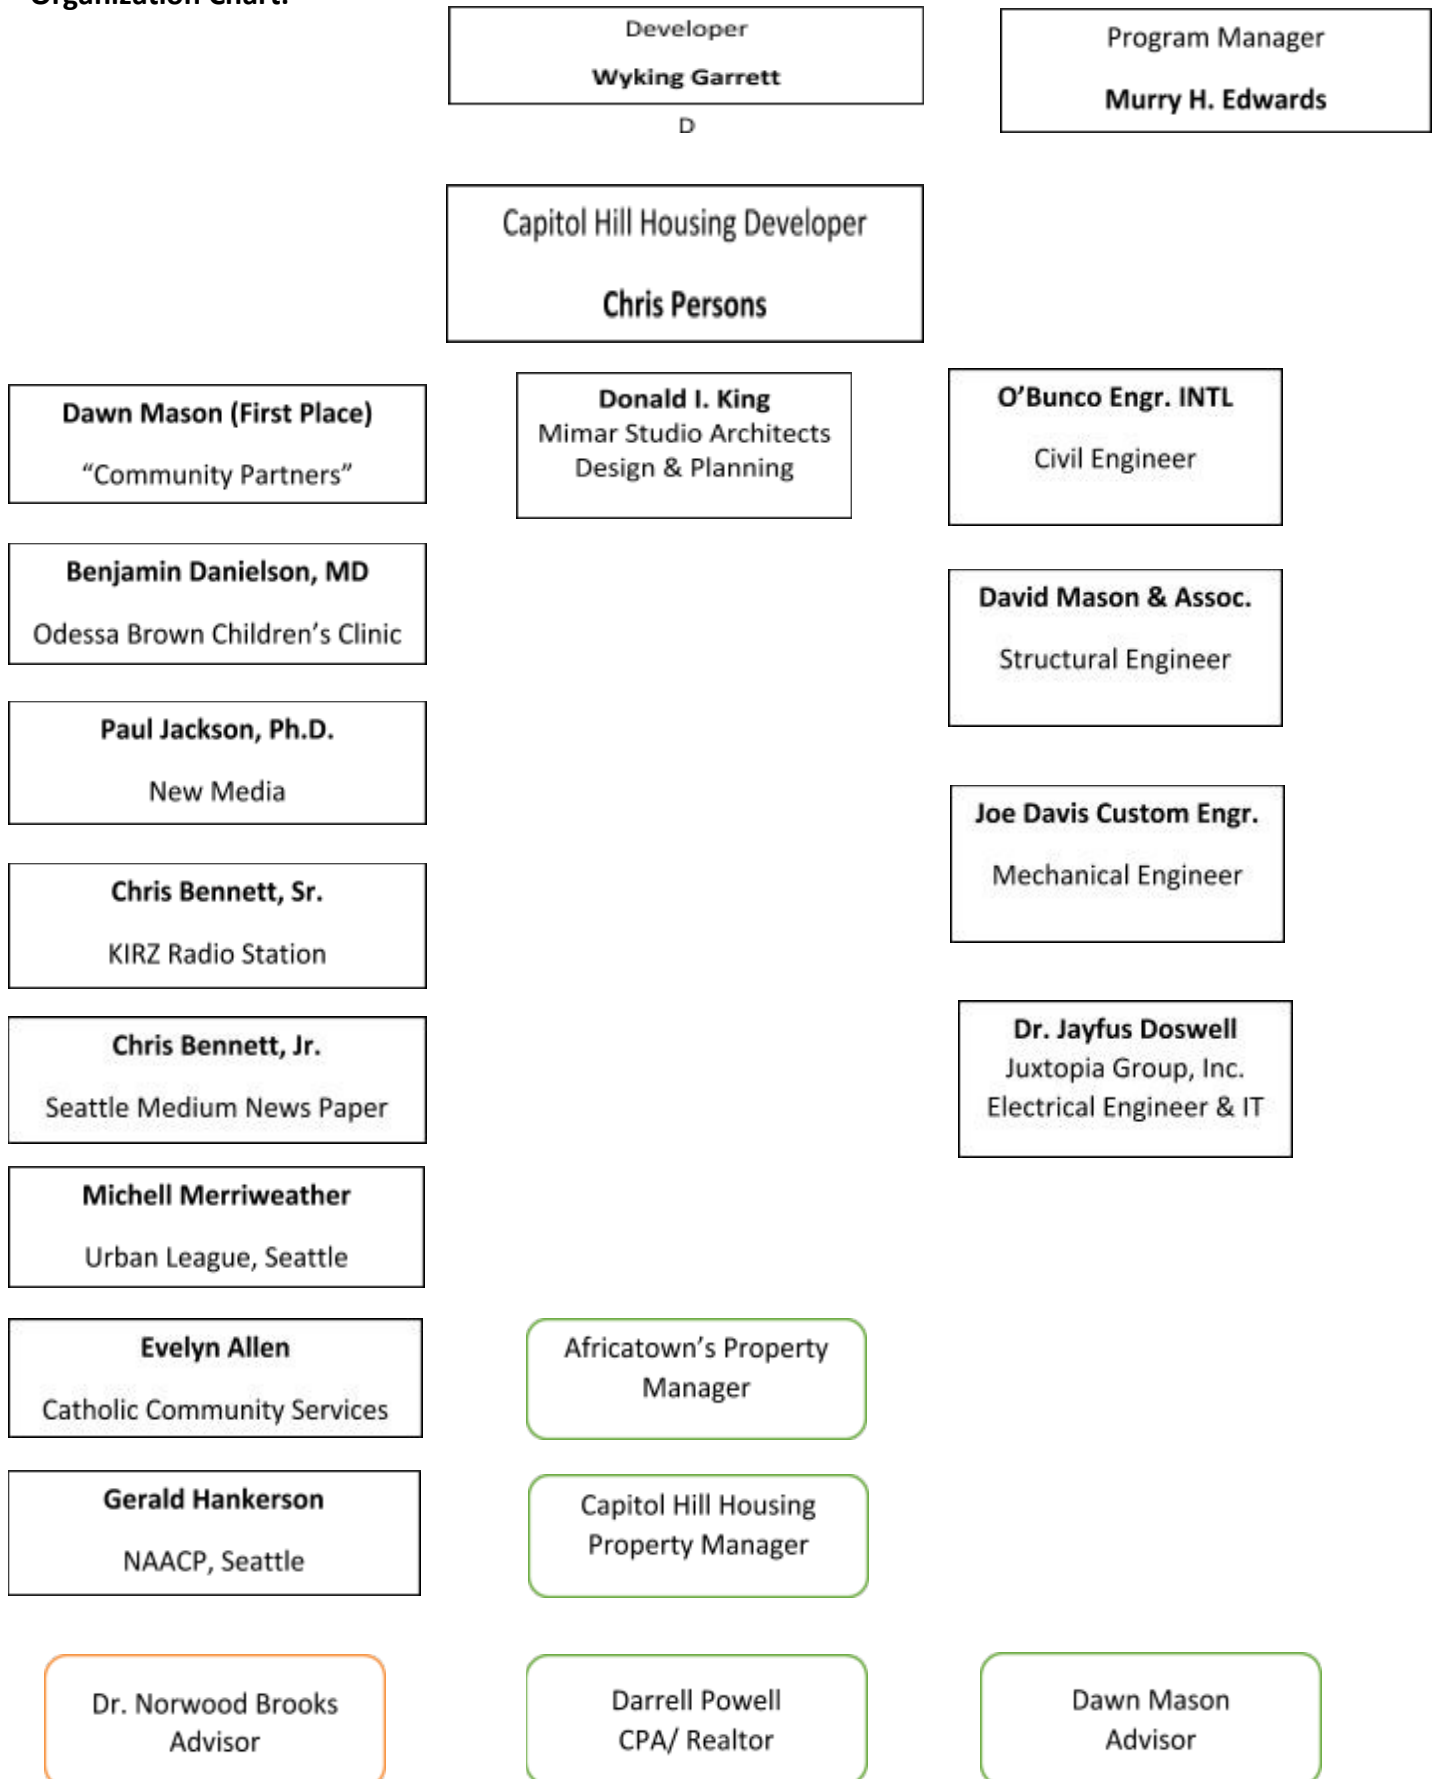 Organization Chart:
Developer
Wyking Garrett
D
Program Manager
Murry H. Edwards
Capitol Hill Housing Developer
Chris Persons
Dawn Mason (First Place)
“Community Partners”
Benjamin Danielson, MD
Odessa Brown Children’s Clinic
Paul Jackson, Ph.D.
New Media
Chris Bennett, Sr.
KIRZ Radio Station
Chris Bennett, Jr.
Seattle Medium News Paper
Michell Merriweather
Urban League, Seattle
Evelyn Allen
Catholic Community Services
Gerald Hankerson
NAACP, Seattle
Donald I. King
Mimar Studio Architects
Design & Planning
O’Bunco Engr. INTL
Civil Engineer
David Mason & Assoc.
Structural Engineer
Joe Davis Custom Engr.
Mechanical Engineer
Dr. Jayfus Doswell
Juxtopia Group, Inc.
Electrical Engineer & IT
Africatown’s Property
Manager
Capitol Hill Housing
Property Manager
Dr. Norwood Brooks
Advisor
Darrell Powell
CPA/ Realtor
Dawn Mason
Advisor